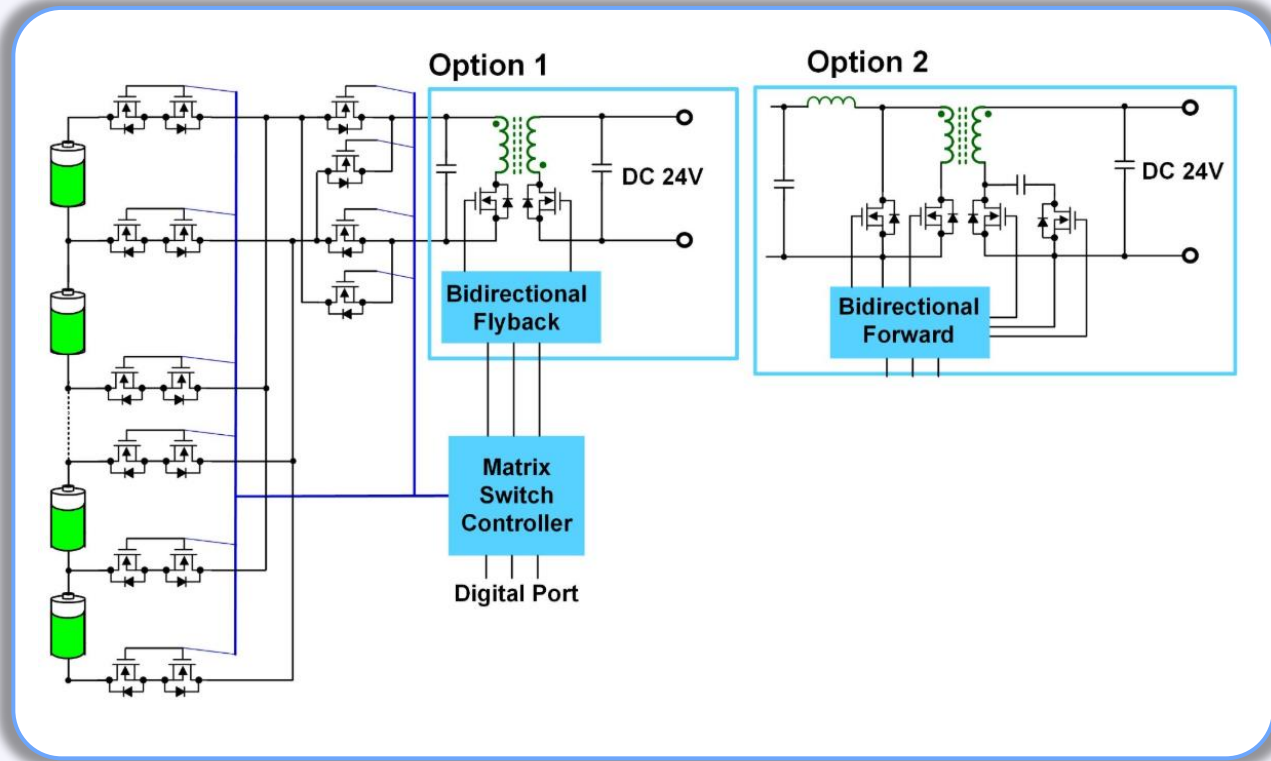 Option 1
Option 2
DC 24V
DC 24V
Bidirectional
Flyback
Bidirectional
Forward
Matrix
Switch
Controller
Digital Port